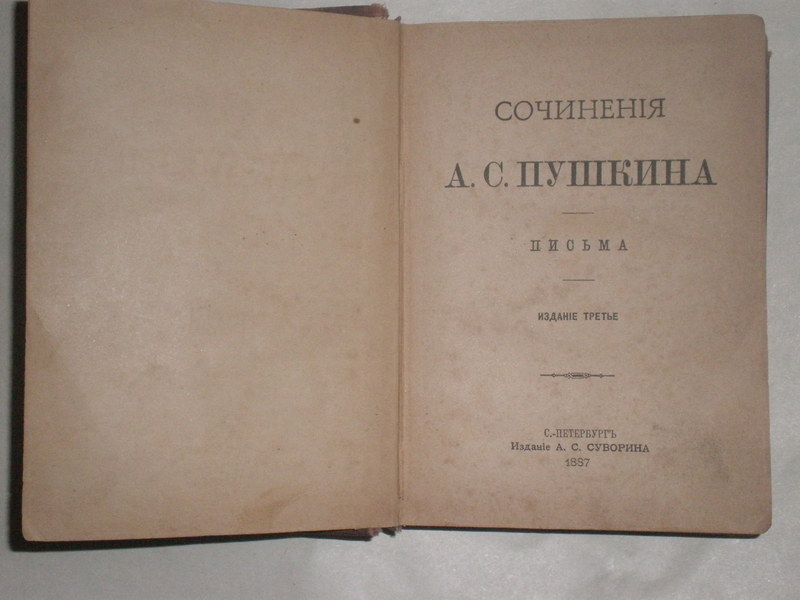 СОЧИНЕНІЯ
А. С. ПУШКИНА
ПИСЬМА
ИЗДАНІЕ ТРЕТЬЕ
С.-ПЕТЕРБУРГЪ
Изданіе А. С. СУВОРИНА
1887